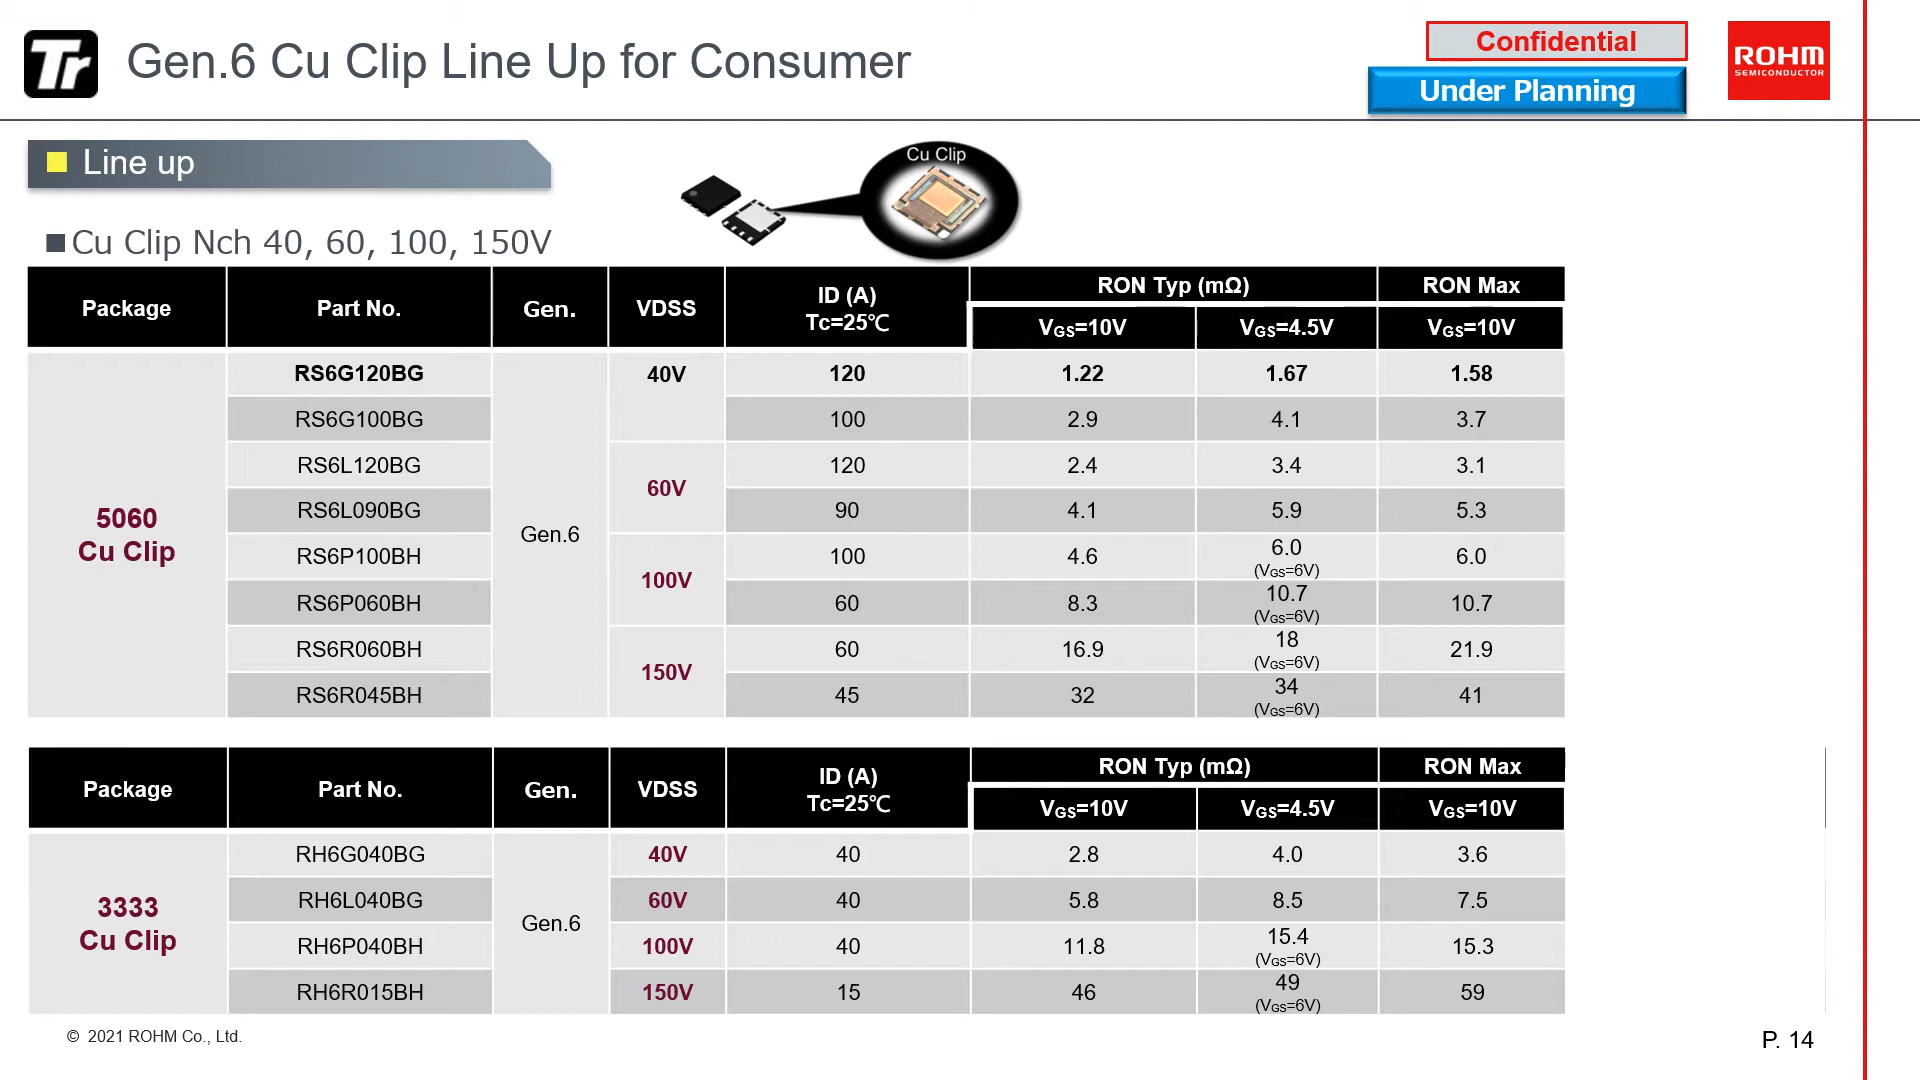 Tr
Gen.6 Cu Clip Line Up for Consumer
Confidential
Under Planning
ROHM
SEMICONDUCTOR
Line up
Cu Clip
Cu Clip Nch 40, 60, 100, 150V
Package Part No. Gen. VDSS ID (A) Tc=25℃ RON Typ (mΩ) RON Max
VGS=10V VGS=4.5V VGS=10V
5060 Cu Clip
Gen.6
RS6G120BG 40V 120 1.22 1.67 1.58
RS6G100BG 100 2.9 4.1 3.7
RS6L120BG 60V 120 2.4 3.4 3.1
RS6L090BG 90 4.1 5.9 5.3
RS6P100BH 100V 100 4.6 6.0 (VGS=6V) 6.0
RS6P060BH 60 8.3 10.7 (VGS=6V) 10.7
RS6R060BH 150V 60 16.9 18 (VGS=6V) 21.9
RS6R045BH 45 32 34 (VGS=6V) 41
Package Part No. Gen. VDSS ID (A) Tc=25℃ RON Typ (mΩ) RON Max
VGS=10V VGS=4.5V VGS=10V
3333 Cu Clip
Gen.6
RH6G040BG 40V 40 2.8 4.0 3.6
RH6L040BG 60V 40 5.8 8.5 7.5
RH6P040BH 100V 40 11.8 15.4 (VGS=6V) 15.3
RH6R015BH 150V 15 46 49 (VGS=6V) 59
© 2021 ROHM Co., Ltd.
P. 14